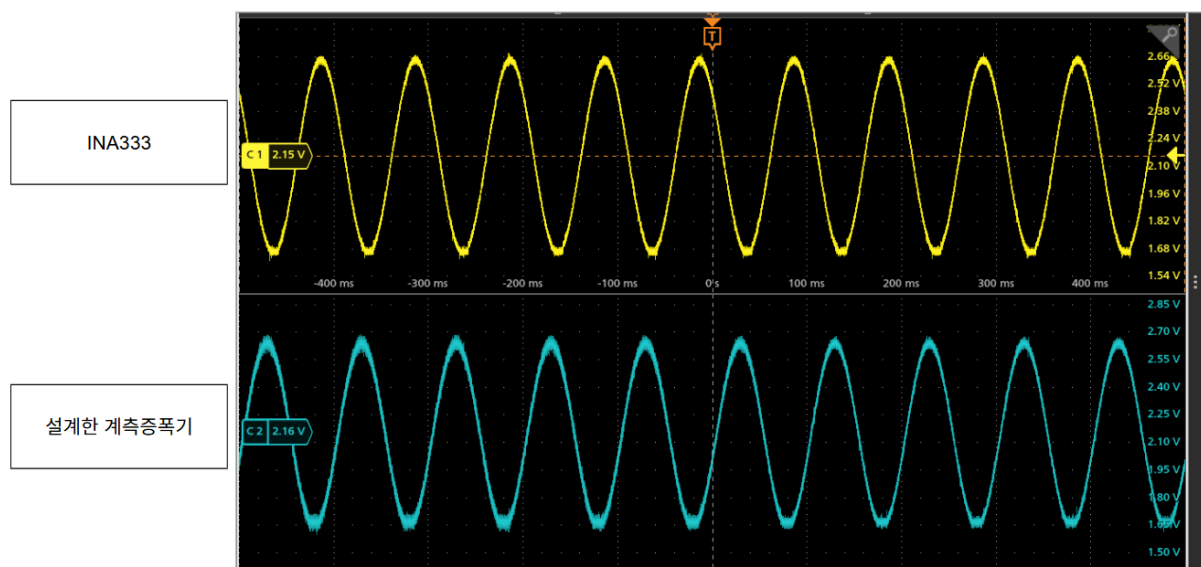 INA333
설계한 계측증폭기
T
C 1 2.15 V
2.66
2.52 V
2.38 V
2.24 V
2.10 V
1.96 V
1.82 V
1.68 V
1.54 V
-400 ms -300 ms -200 ms -100 ms 0's 100 ms 200 ms 300 ms 400 ms
C 2 2.16 V
2.85 V
2.70 V
2.55 V
2.40 V
2.25 V
2.10 V
1.95 V
1.80 V
1.50 V